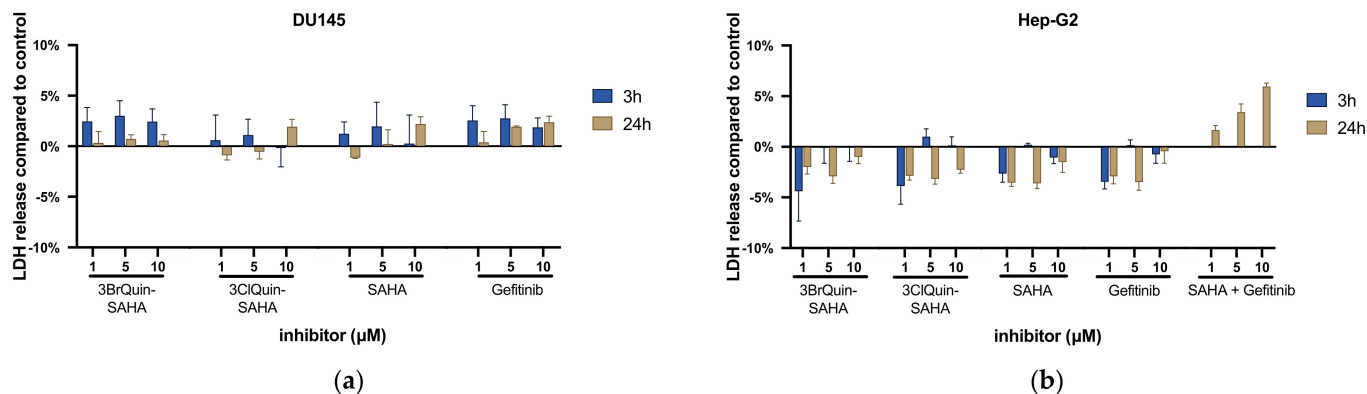 DU145
LDH release compared to control
10%
5%
0%
-5%
-10%
3h
24h
1 5 10 1 5 10 1 5 10 1 5 10
3BrQuin-
SAHA
3ClQuin-
SAHA
SAHA
Gefitinib
inhibitor (µM)
(a)
Hep-G2
LDH release compared to control
10%
5%
0%
-5%
-10%
3h
24h
1 5 10 1 5 10 1 5 10 1 5 10 1 5 10
3BrQuin-
SAHA
3ClQuin-
SAHA
SAHA
Gefitinib
SAHA + Gefitinib
inhibitor (µM)
(b)